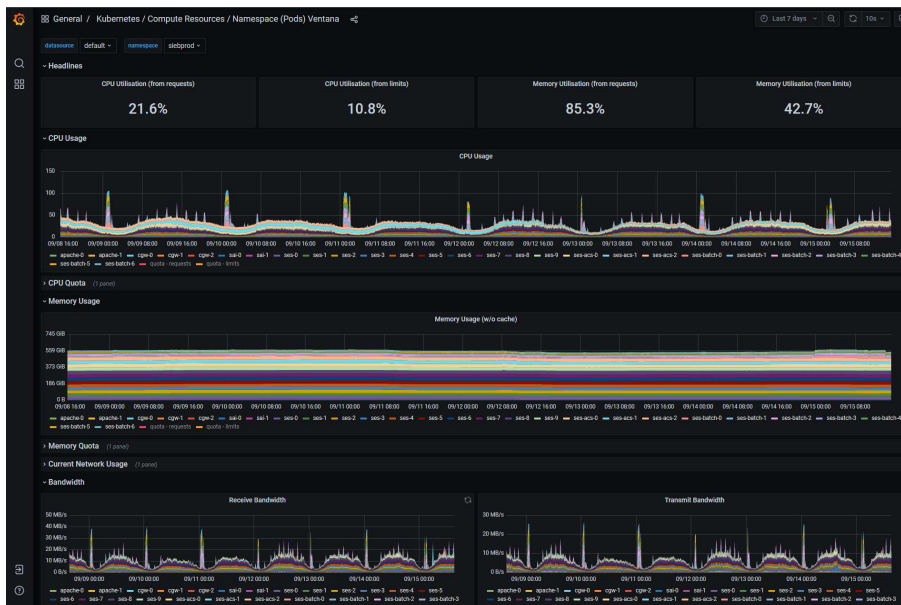 General / Kubernetes / Compute Resources / Namespace (Pods) Ventana
Last 7 days
10s
datasource default namespace siebprod
Headlines
CPU Utilisation (from requests)
21.6%
CPU Utilisation (from limits)
10.8%
Memory Utilisation (from requests)
85.3%
Memory Utilisation (from limits)
42.7%
CPU Usage
CPU Usage
150
100
50
0
09/08 16:00 09/09 00:00 09/09 08:00 09/09 16:00 09/10 00:00 09/10 08:00 09/10 16:00 09/11 00:00 09/11 08:00 09/11 16:00 09/12 00:00 09/12 08:00 09/12 16:00 09/13 00:00 09/13 08:00 09/13 16:00 09/14 00:00 09/14 08:00 09/14 16:00 09/15 00:00 09/15 08:00
apache-0 apache-1 cgw-0 cgw-1 cgw-2 sai-0 sai-1 ses-0 ses-1 ses-2 ses-3 ses-4 ses-5 ses-6 ses-7 ses-8 ses-9 ses-acs-0 ses-acs-1 ses-acs-2 ses-batch-0 ses-batch-1 ses-batch-2 ses-batch-3 ses-batch-4
ses-batch-5 ses-batch-6 quota - requests quota - limits
CPU Quota (1 panel)
Memory Usage
Memory Usage (w/o cache)
745 GiB
559 GiB
373 GiB
186 GiB
0 B
09/08 16:00 09/09 00:00 09/09 08:00 09/09 16:00 09/10 00:00 09/10 08:00 09/10 16:00 09/11 00:00 09/11 08:00 09/11 16:00 09/12 00:00 09/12 08:00 09/12 16:00 09/13 00:00 09/13 08:00 09/13 16:00 09/14 00:00 09/14 08:00 09/14 16:00 09/15 00:00 09/15 08:00
apache-0 apache-1 cgw-0 cgw-1 cgw-2 sai-0 sai-1 ses-0 ses-1 ses-2 ses-3 ses-4 ses-5 ses-6 ses-7 ses-8 ses-9 ses-acs-0 ses-acs-1 ses-acs-2 ses-batch-0 ses-batch-1 ses-batch-2 ses-batch-3 ses-batch-4
ses-batch-5 ses-batch-6 quota - requests quota - limits
Memory Quota (1 panel)
Current Network Usage (1 panel)
Bandwidth
Receive Bandwidth
50 MB/s
40 MB/s
30 MB/s
20 MB/s
10 MB/s
0 B/s
09/09 00:00 09/10 00:00 09/11 00:00 09/12 00:00 09/13 00:00 09/14 00:00 09/15 00:00
apache-0 apache-1 cgw-0 cgw-1 cgw-2 sai-0 sai-1 ses-0 ses-1 ses-2 ses-3 ses-4 ses-5
ses-6 ses-7 ses-8 ses-9 ses-acs-0 ses-acs-1 ses-acs-2 ses-batch-0 ses-batch-1 ses-batch-2 ses-batch-3
Transmit Bandwidth
30 MB/s
20 MB/s
10 MB/s
0 B/s
09/09 00:00 09/10 00:00 09/11 00:00 09/12 00:00 09/13 00:00 09/14 00:00 09/15 00:00
apache-0 apache-1 cgw-0 cgw-1 cgw-2 sai-0 sai-1 ses-0 ses-1 ses-2 ses-3 ses-4 ses-5
ses-6 ses-7 ses-8 ses-9 ses-acs-0 ses-acs-1 ses-acs-2 ses-batch-0 ses-batch-1 ses-batch-2